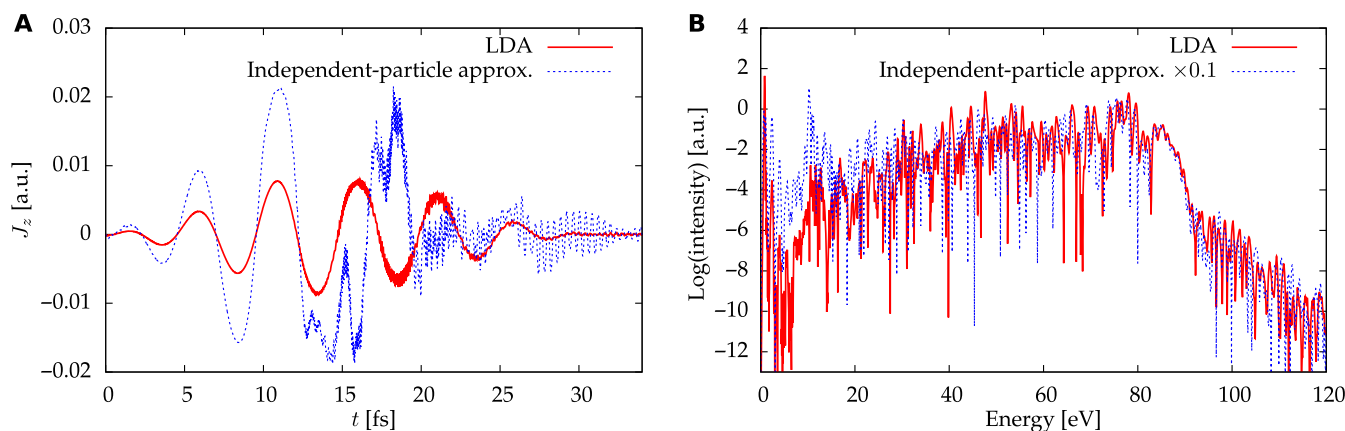 A
0.03
0.02
0.01
0
−0.01
−0.02
J_z [a.u.]
LDA
Independent-particle approx.
0 5 10 15 20 25 30
t [fs]
B
4
2
0
−2
−4
−6
−8
−10
−12
Log(intensity) [a.u.]
LDA
Independent-particle approx. ×0.1
0 20 40 60 80 100 120
Energy [eV]